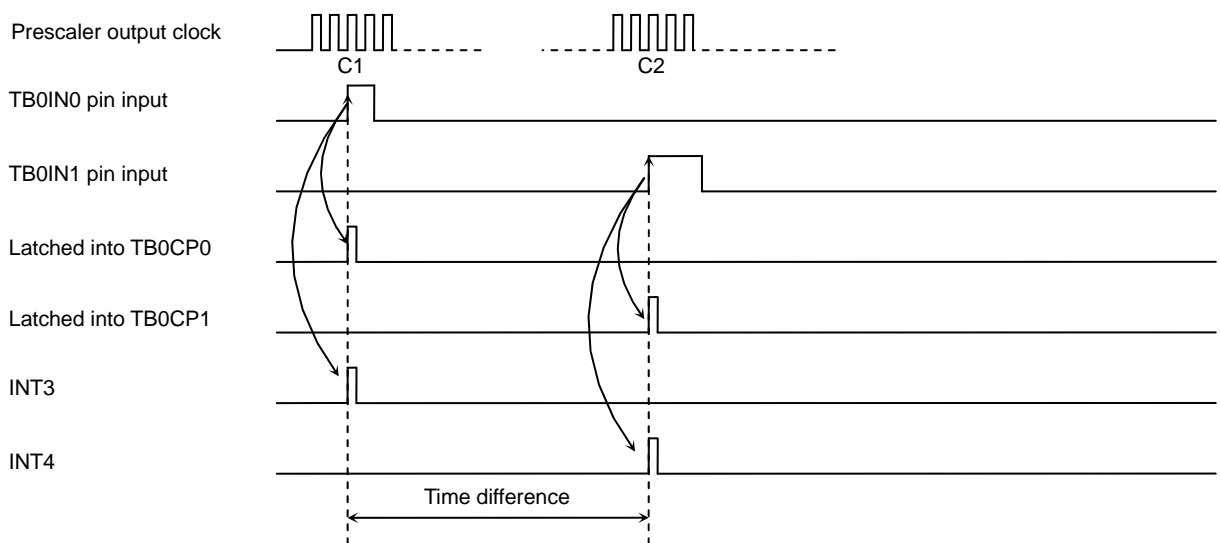 Prescaler output clock
C1
C2
TB0IN0 pin input
TB0IN1 pin input
Latched into TB0CP0
Latched into TB0CP1
INT3
INT4
Time difference